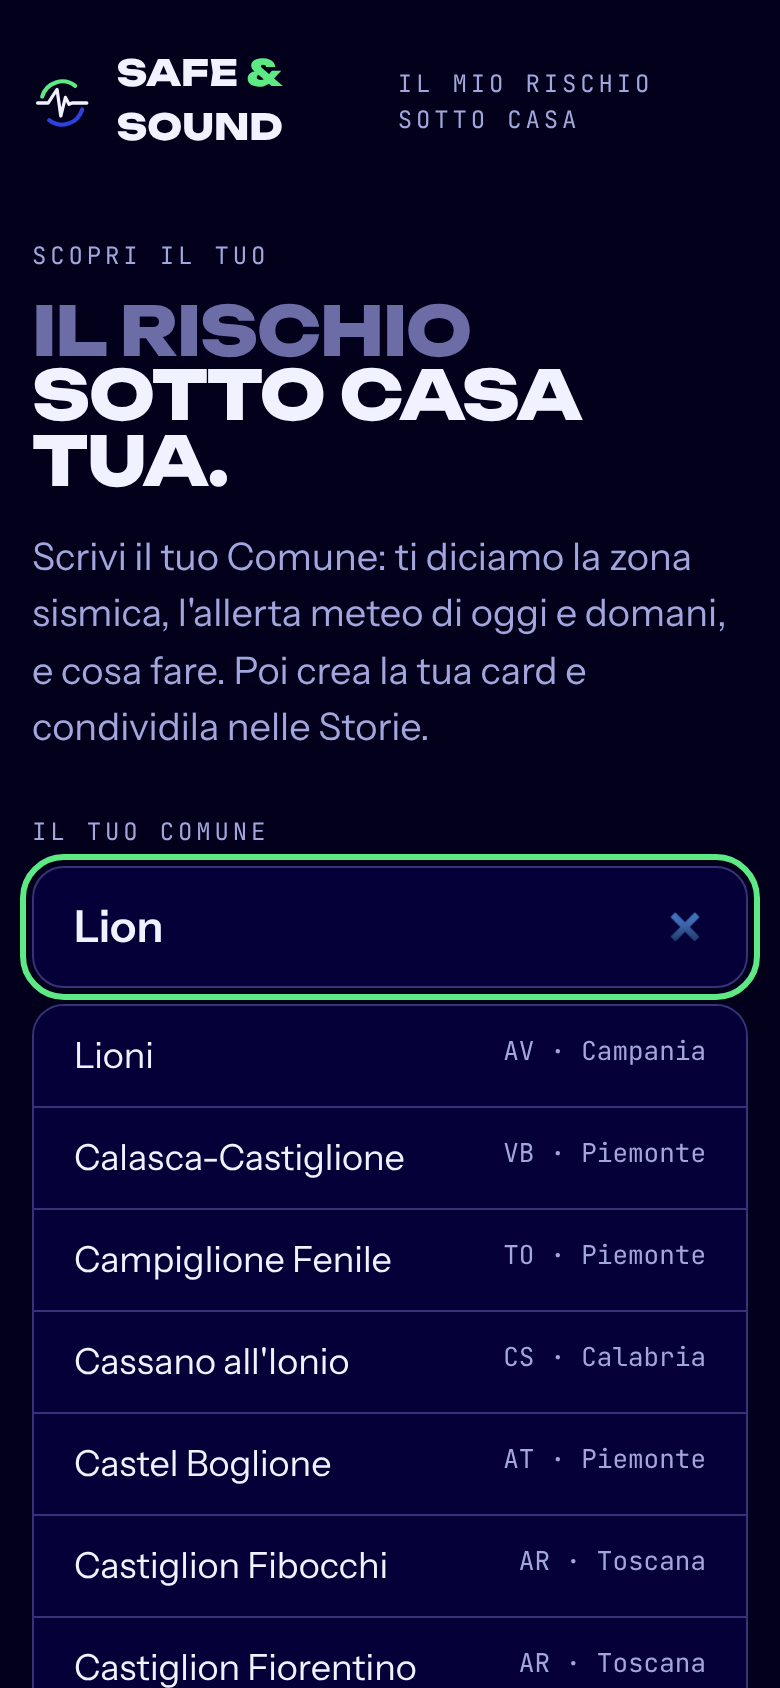 SAFE &
SOUND
IL MIO RISCHIO
SOTTO CASA
SCOPRI IL TUO
IL RISCHIO
SOTTO CASA
TUA.
Scrivi il tuo Comune: ti diciamo la zona
sismica, l'allerta meteo di oggi e domani,
e cosa fare. Poi crea la tua card e
condividila nelle Storie.
IL TUO COMUNE
Lion
Lioni AV · Campania
Calasca-Castiglione VB · Piemonte
Campiglione Fenile TO · Piemonte
Cassano all'Ionio CS · Calabria
Castel Boglione AT · Piemonte
Castiglion Fibocchi AR · Toscana
Castiglion Fiorentino AR · Toscana